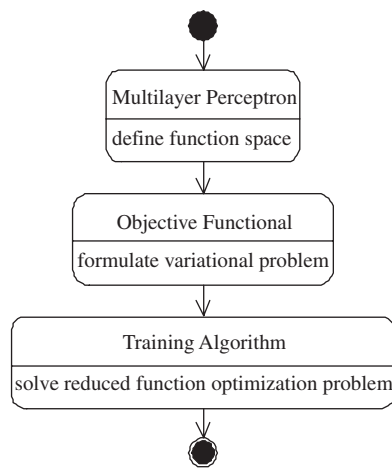 Multilayer Perceptron
define function space
Objective Functional
formulate variational problem
Training Algorithm
solve reduced function optimization problem